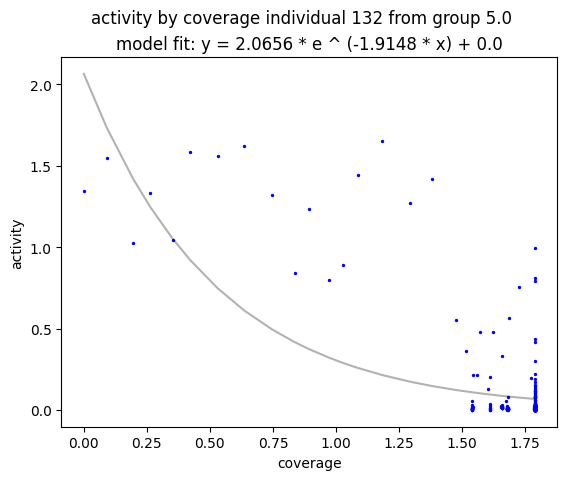 activity by coverage individual 132 from group 5.0
model fit: y = 2.0656 * e ^ (-1.9148 * x) + 0.0
2.0
1.5
1.0
0.5
0.0
activity
0.00 0.25 0.50 0.75 1.00 1.25 1.50 1.75
coverage